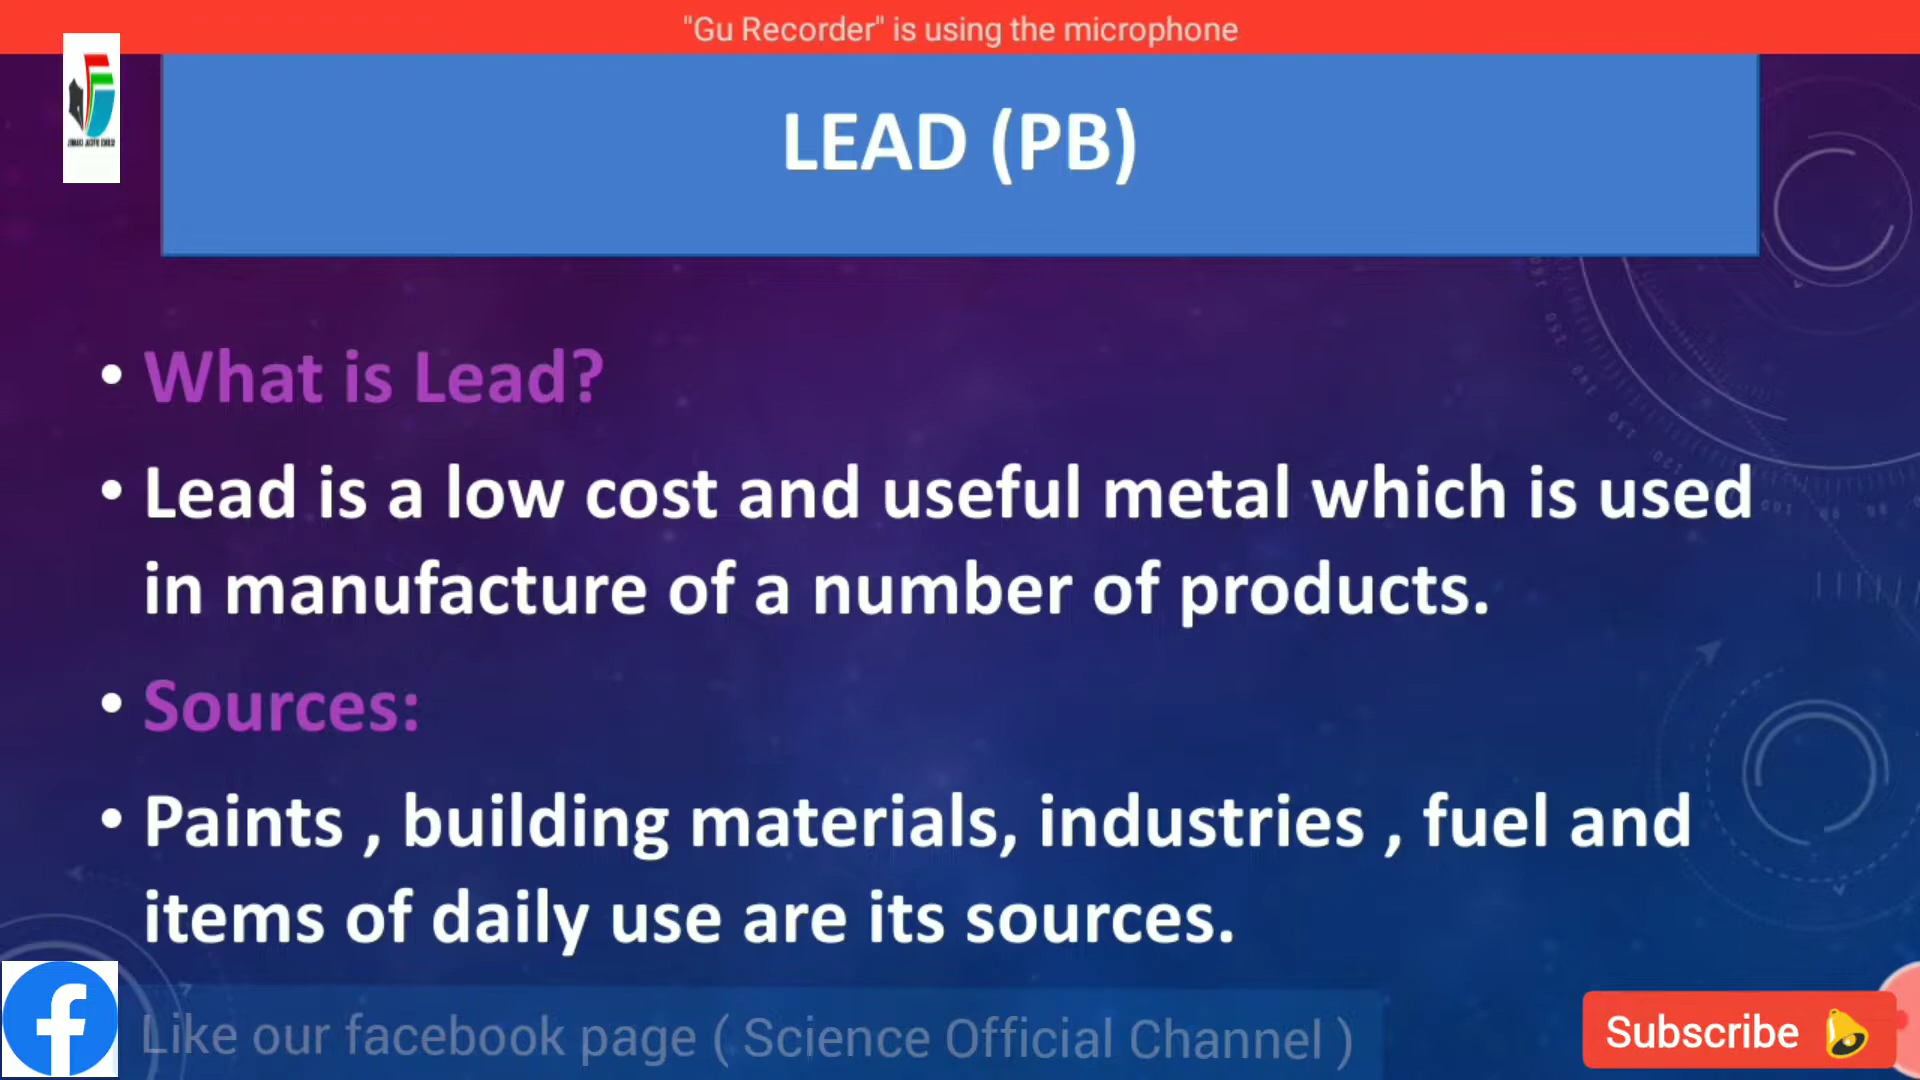 "Gu Recorder" is using the microphone
LEAD (PB)
• What is Lead?
• Lead is a low cost and useful metal which is used
in manufacture of a number of products.
• Sources:
• Paints , building materials, industries , fuel and
items of daily use are its sources.
Like our facebook page ( Science Official Channel )
Subscribe